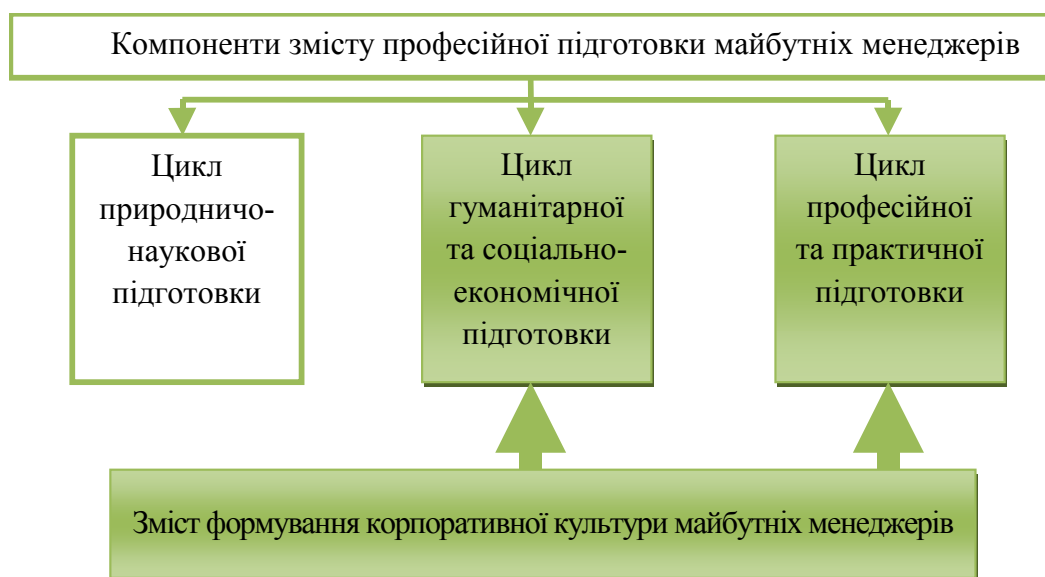 Компоненти змісту професійної підготовки майбутніх менеджерів
Цикл
природничо-
наукової
підготовки
Цикл
гуманітарної
та соціально-
економічної
підготовки
Цикл
професійної
та практичної
підготовки
Зміст формування корпоративної культури майбутніх менеджерів